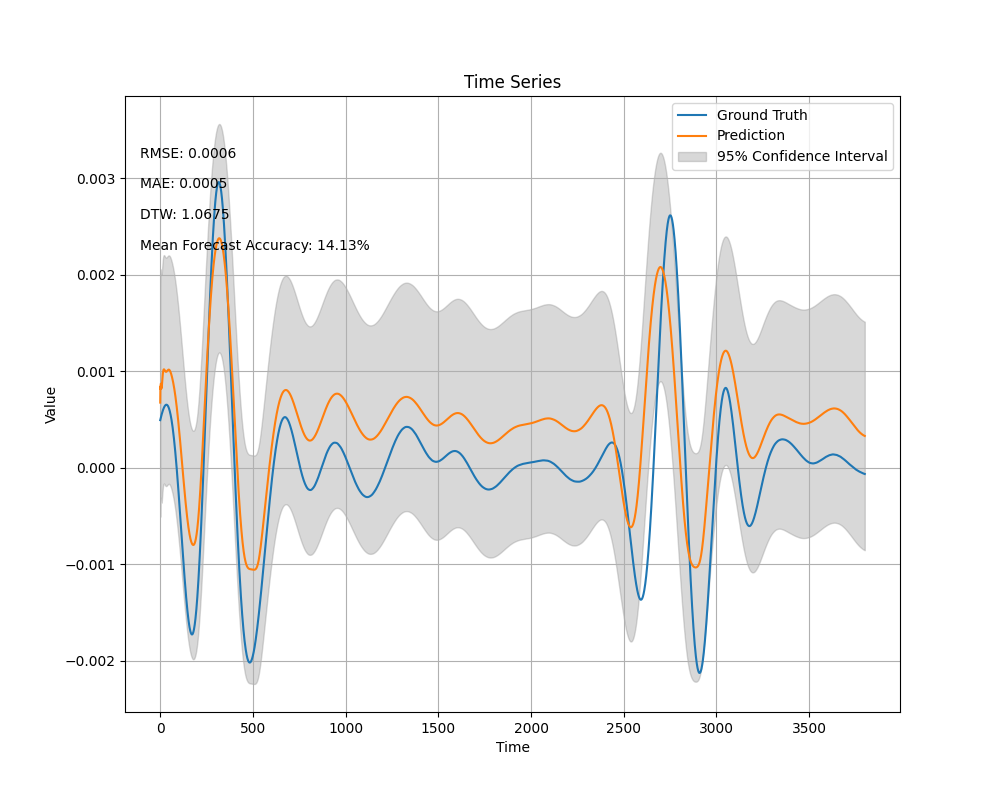 Time Series
Ground Truth
Prediction
95% Confidence Interval
RMSE: 0.0006
MAE: 0.0005
DTW: 1.0675
Mean Forecast Accuracy: 14.13%
Value
0.003
0.002
0.001
0.000
−0.001
−0.002
0 500 1000 1500 2000 2500 3000 3500
Time